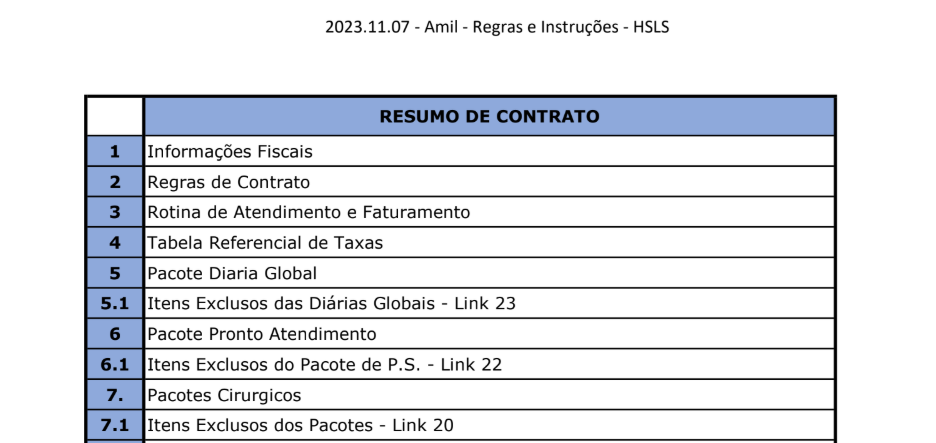 2023.11.07 - Amil - Regras e Instruções - HSLS
RESUMO DE CONTRATO
1 Informações Fiscais
2 Regras de Contrato
3 Rotina de Atendimento e Faturamento
4 Tabela Referencial de Taxas
5 Pacote Diaria Global
5.1 Itens Exclusos das Diárias Globais - Link 23
6 Pacote Pronto Atendimento
6.1 Itens Exclusos do Pacote de P.S. - Link 22
7. Pacotes Cirurgicos
7.1 Itens Exclusos dos Pacotes - Link 20